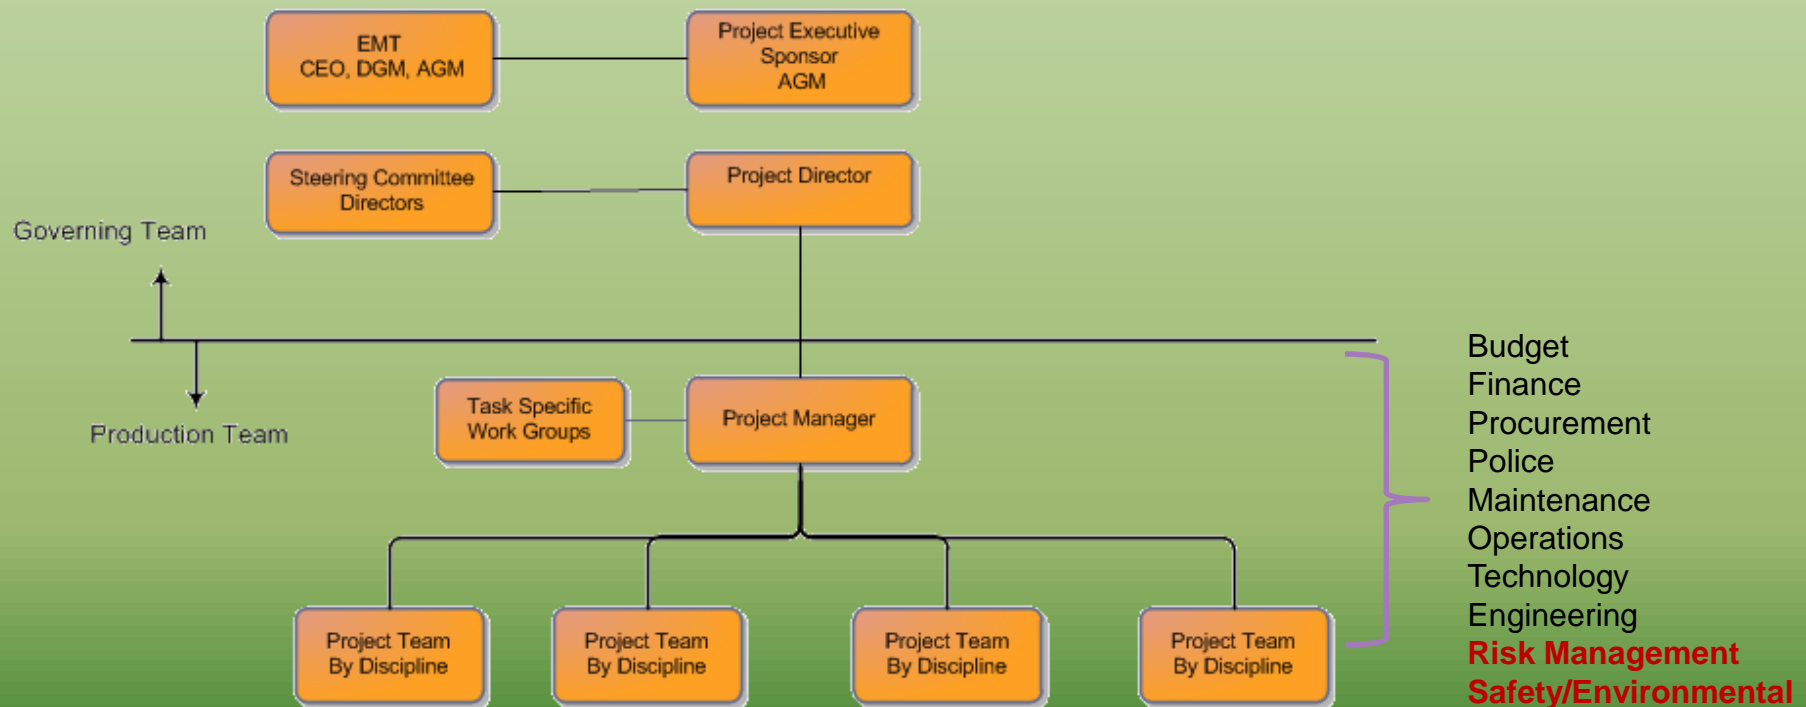 EMT
CEO, DGM, AGM
Project Executive
Sponsor
AGM
Steering Committee
Directors
Project Director
Governing Team
Production Team
Task Specific
Work Groups
Project Manager
Project Team
By Discipline
Project Team
By Discipline
Project Team
By Discipline
Project Team
By Discipline
Budget
Finance
Procurement
Police
Maintenance
Operations
Technology
Engineering
Risk Management
Safety/Environmental